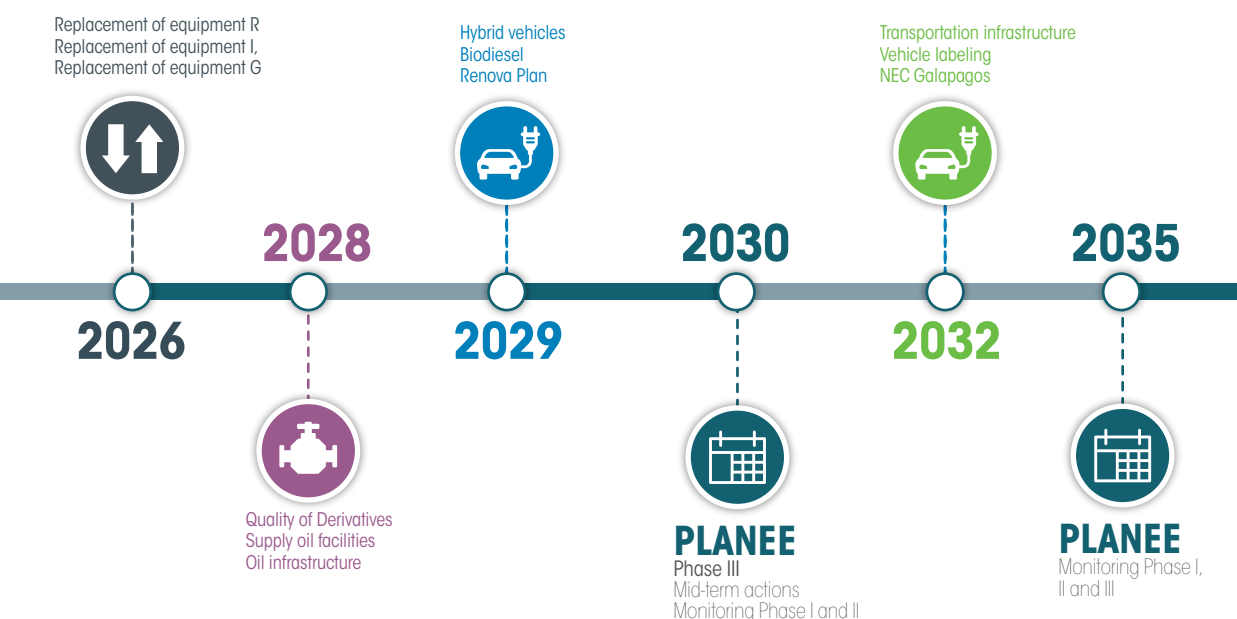 Replacement of equipment R
Replacement of equipment I,
Replacement of equipment G
2026
2028
Quality of Derivatives
Supply oil facilities
Oil infrastructure
Hybrid vehicles
Biodiesel
Renova Plan
2029
2030
PLANEE
Phase III
Mid-term actions
Monitoring Phase I and II
Transportation infrastructure
Vehicle labeling
NEC Galapagos
2032
2035
PLANEE
Monitoring Phase I,
II and III